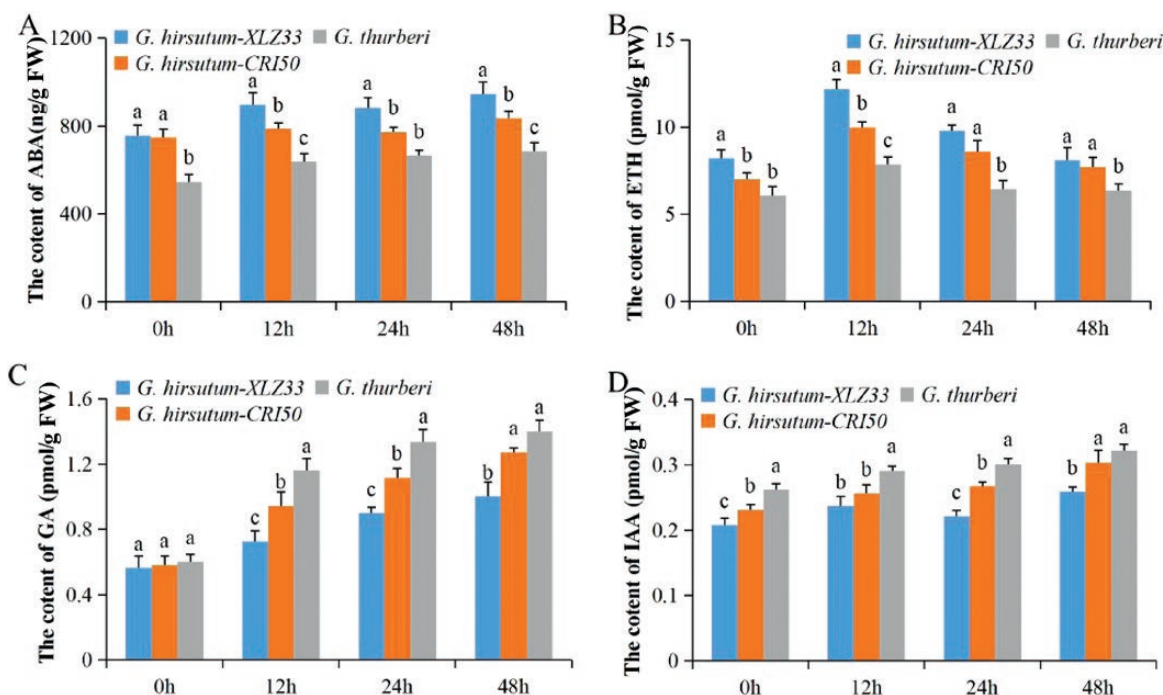 A
The cotent of ABA(ng/g FW)
1200
800
400
0
G. hirsutum-XLZ33
G. thurberi
G. hirsutum-CRI50
a a b
a b c
a b b
a b c
0h 12h 24h 48h
B
The cotent of ETH (pmol/g FW)
15
10
5
0
G. hirsutum-XLZ33
G. thurberi
G. hirsutum-CRI50
a b b
a b c
a a b
a a b
0h 12h 24h 48h
C
The cotent of GA (pmol/g FW)
1.6
1.2
0.8
0.4
0
G. hirsutum-XLZ33
G. thurberi
G. hirsutum-CRI50
a a a
c b a
c b a
b a a
0h 12h 24h 48h
D
The cotent of IAA (pmol/g FW)
0.4
0.3
0.2
0.1
0
G. hirsutum-XLZ33
G. thurberi
G. hirsutum-CRI50
c b a
b b a
c b a
b a a
0h 12h 24h 48h